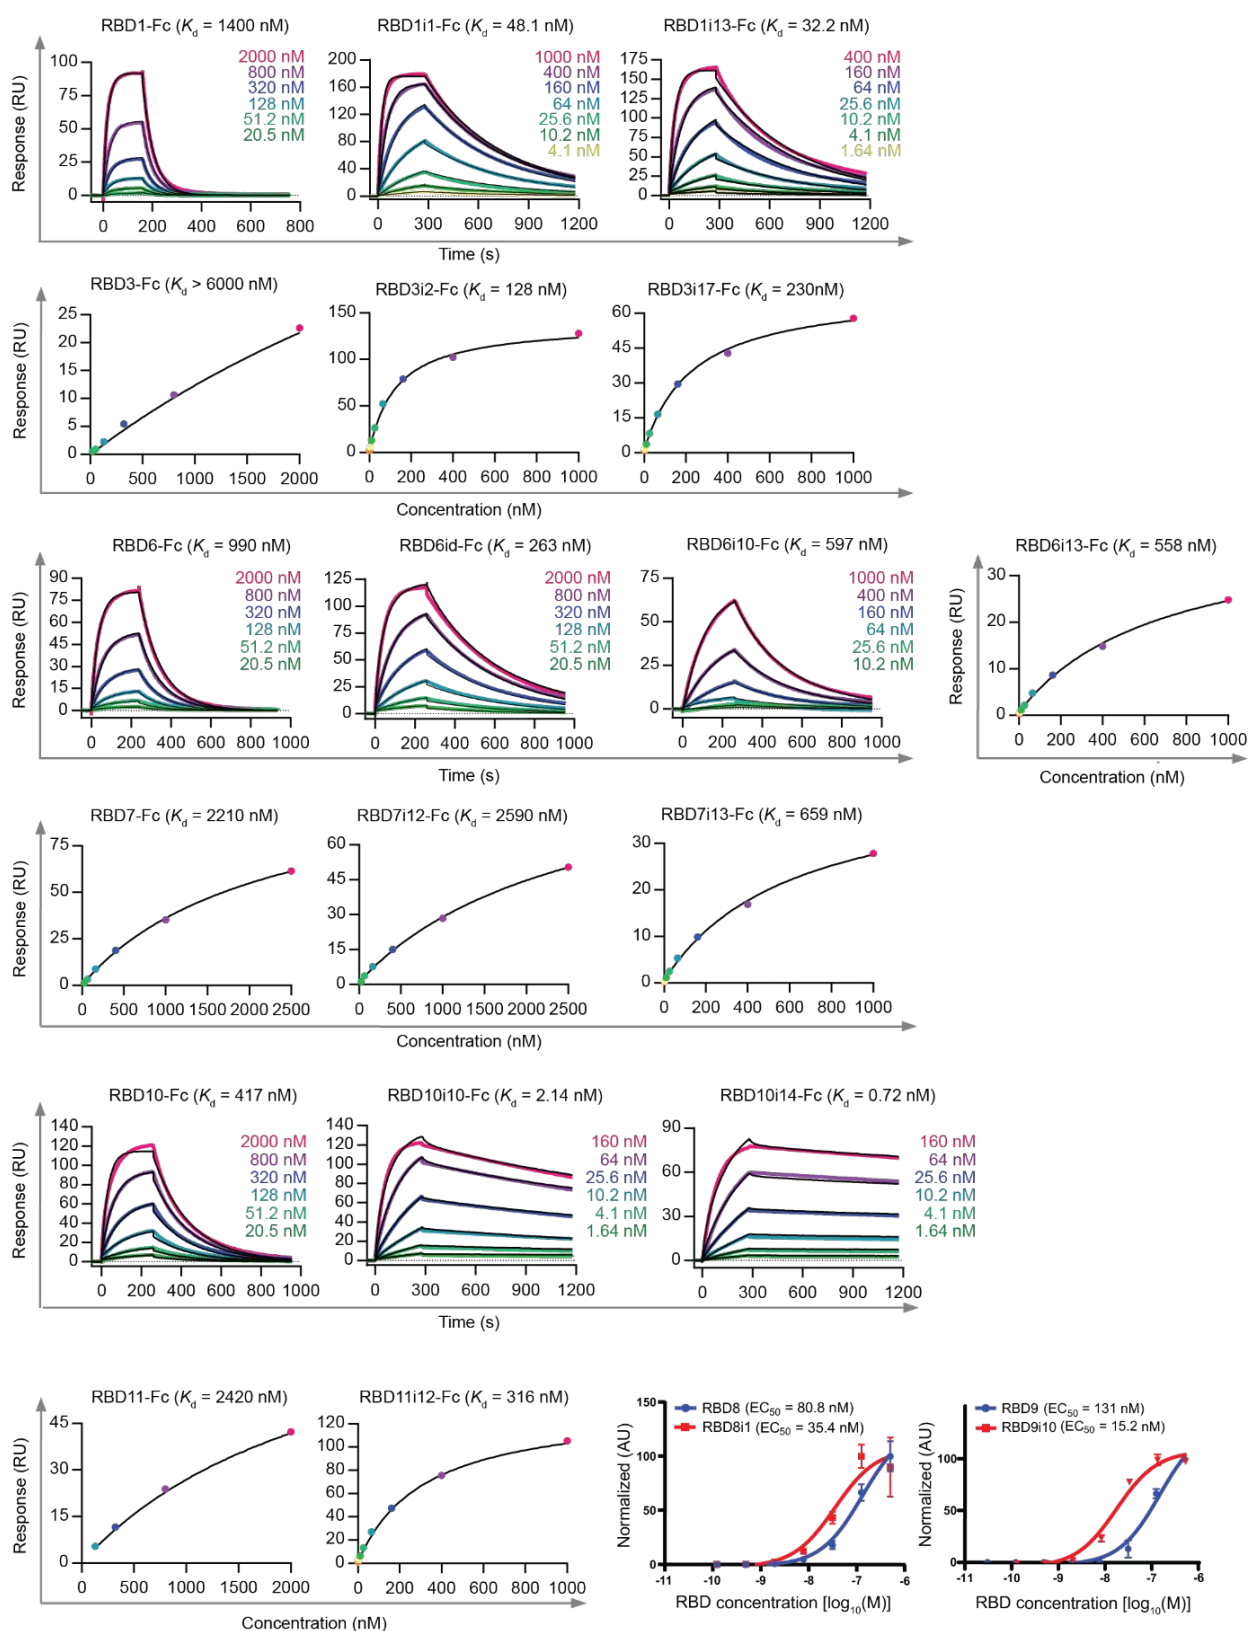 RBD1-Fc (Kd = 1400 nM)
RBD1i1-Fc (Kd = 48.1 nM)
RBD1i13-Fc (Kd = 32.2 nM)
Response (RU)
100
75
50
25
0
2000 nM
800 nM
320 nM
128 nM
51.2 nM
20.5 nM
0 200 400 600 800
200
160
120
80
40
0
1000 nM
400 nM
160 nM
64 nM
25.6 nM
10.2 nM
4.1 nM
0 300 600 900 1200
175
150
125
100
75
50
25
0
400 nM
160 nM
64 nM
25.6 nM
10.2 nM
4.1 nM
1.64 nM
0 300 600 900 1200
Time (s)
RBD3-Fc (Kd > 6000 nM)
RBD3i2-Fc (Kd = 128 nM)
RBD3i17-Fc (Kd = 230nM)
Response (RU)
25
20
15
10
5
0
0 500 1000 1500 2000
150
100
50
0
0 200 400 600 800 1000
60
45
30
15
0
0 200 400 600 800 1000
Concentration (nM)
RBD6-Fc (Kd = 990 nM)
RBD6id-Fc (Kd = 263 nM)
RBD6i10-Fc (Kd = 597 nM)
RBD6i13-Fc (Kd = 558 nM)
Response (RU)
90
75
60
45
30
15
0
2000 nM
800 nM
320 nM
128 nM
51.2 nM
20.5 nM
0 200 400 600 800 1000
125
100
75
50
25
0
2000 nM
800 nM
320 nM
128 nM
51.2 nM
20.5 nM
0 200 400 600 800 1000
75
50
25
0
1000 nM
400 nM
160 nM
64 nM
25.6 nM
10.2 nM
0 200 400 600 800 1000
Time (s)
Response (RU)
30
20
10
0
0 200 400 600 800 1000
Concentration (nM)
RBD7-Fc (Kd = 2210 nM)
RBD7i12-Fc (Kd = 2590 nM)
RBD7i13-Fc (Kd = 659 nM)
Response (RU)
75
50
25
0
0 500 1000 1500 2000 2500
60
45
30
15
0
0 500 1000 1500 2000 2500
30
20
10
0
0 200 400 600 800 1000
Concentration (nM)
RBD10-Fc (Kd = 417 nM)
RBD10i10-Fc (Kd = 2.14 nM)
RBD10i14-Fc (Kd = 0.72 nM)
Response (RU)
140
120
100
80
60
40
20
0
2000 nM
800 nM
320 nM
128 nM
51.2 nM
20.5 nM
0 200 400 600 800 1000
140
120
100
80
60
40
20
0
160 nM
64 nM
25.6 nM
10.2 nM
4.1 nM
1.64 nM
0 300 600 900 1200
90
60
30
0
160 nM
64 nM
25.6 nM
10.2 nM
4.1 nM
1.64 nM
0 300 600 900 1200
Time (s)
RBD11-Fc (Kd = 2420 nM)
RBD11i12-Fc (Kd = 316 nM)
Response (RU)
45
30
15
0
0 500 1000 1500 2000
120
100
80
60
40
20
0
0 200 400 600 800 1000
Concentration (nM)
Normalized (AU)
150
100
50
0
RBD8 (EC50 = 80.8 nM)
RBD8i1 (EC50 = 35.4 nM)
-11 -10 -9 -8 -7 -6
RBD concentration [log10(M)]
Normalized (AU)
150
100
50
0
RBD9 (EC50 = 131 nM)
RBD9i10 (EC50 = 15.2 nM)
-11 -10 -9 -8 -7 -6
RBD concentration [log10(M)]